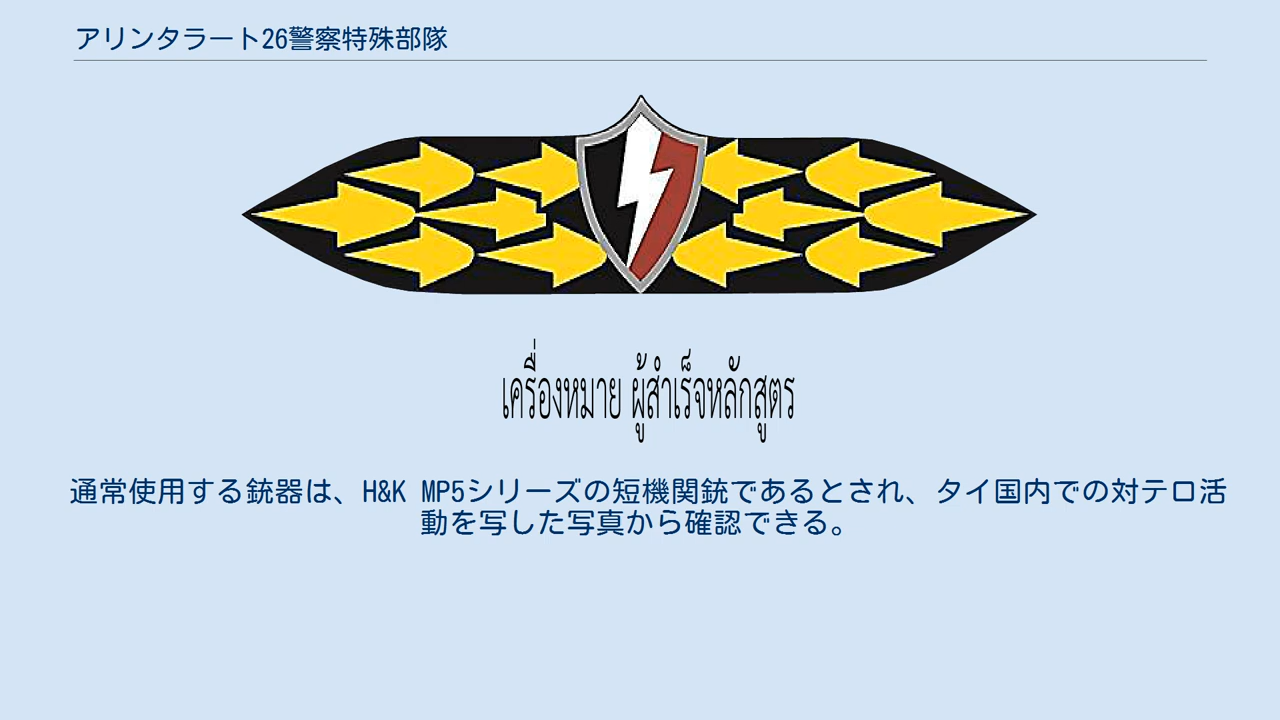 アリンタラート26警察特殊部隊
เครื่องหมาย ผู้สำเร็จหลักสูตร
通常使用する銃器は、H&K MP5シリーズの短機関銃であるとされ、タイ国内での対テロ活
動を写した写真から確認できる。